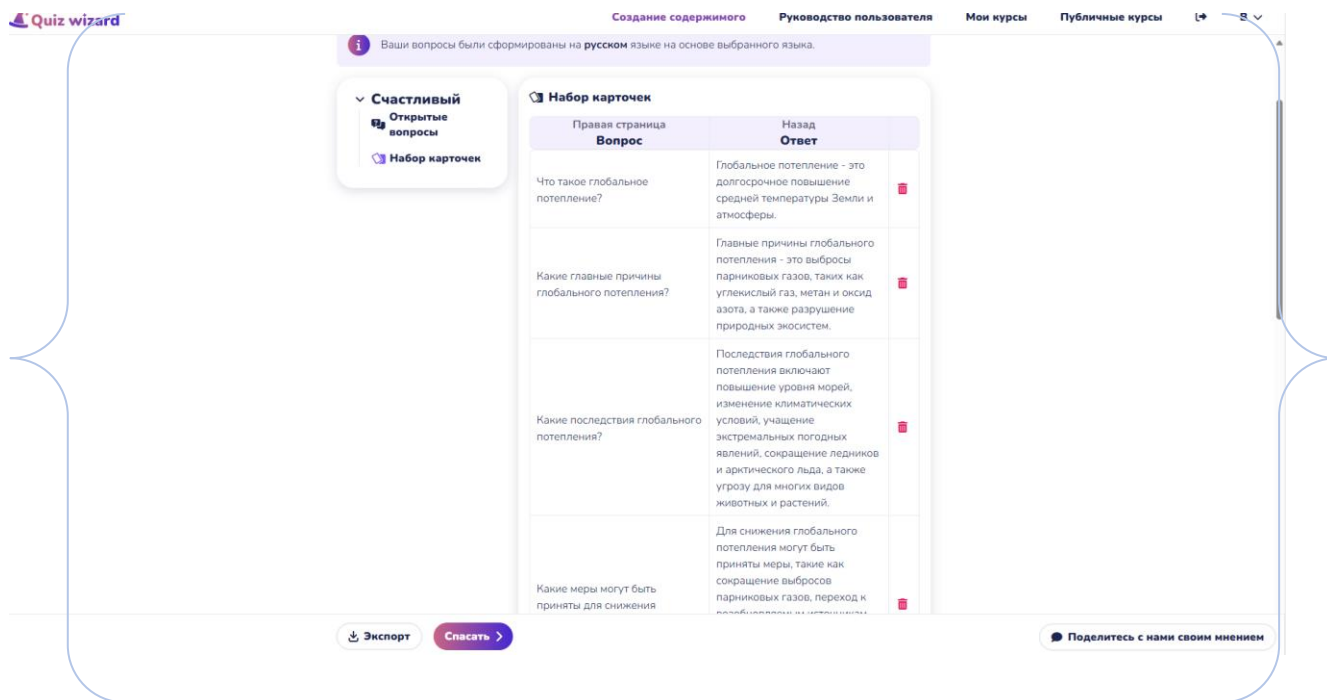 Quiz wizard
Создание содержимого Руководство пользователя Мои курсы Публичные курсы
Ваши вопросы были сформированы на русском языке на основе выбранного языка.
Счастливый
Открытые
вопросы
Набор карточек
Набор карточек
Правая страница Назад
Вопрос Ответ
Что такое глобальное
потепление?
Глобальное потепление - это
долгосрочное повышение
средней температуры Земли и
атмосферы.
Какие главные причины
глобального потепления?
Главные причины глобального
потепления - это выбросы
парниковых газов, таких как
углекислый газ, метан и оксид
азота, а также разрушение
природных экосистем.
Какие последствия глобального
потепления?
Последствия глобального
потепления включают
повышение уровня морей,
изменение климатических
условий, учащение
экстремальных погодных
явлений, сокращение ледников
и арктического льда, а также
угрозу для многих видов
животных и растений.
Какие меры могут быть
приняты для снижения
Для снижения глобального
потепления могут быть
приняты меры, такие как
сокращение выбросов
парниковых газов, переход к
возобновляемым источникам
Экспорт
Спасать
Поделитесь с нами своим мнением